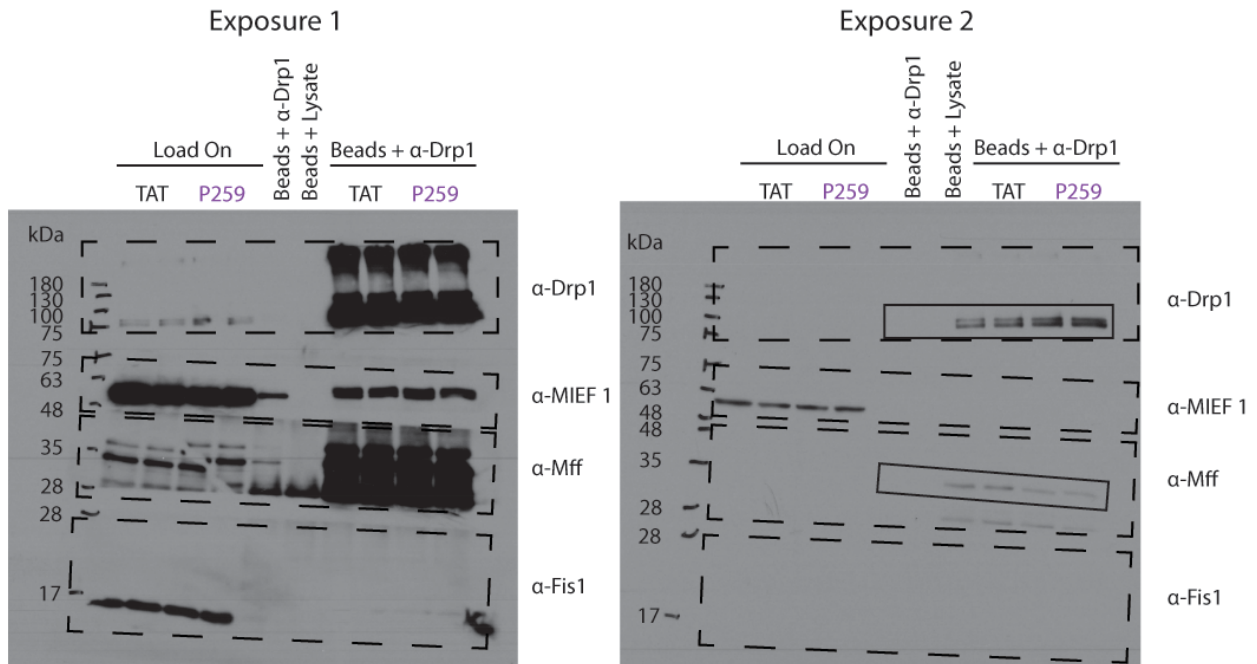 Exposure 1
Beads + α-Drp1
Beads + Lysate
Load On
Beads + α-Drp1
TAT
P259
TAT
P259
kDa
180
130
100
75
75
63
48
35
28
28
17
α-Drp1
α-MIEF 1
α-Mff
α-Fis1
Exposure 2
Beads + α-Drp1
Beads + Lysate
Load On
Beads + α-Drp1
TAT
P259
TAT
P259
kDa
180
130
100
75
75
63
48
48
35
28
28
17
α-Drp1
α-MIEF 1
α-Mff
α-Fis1